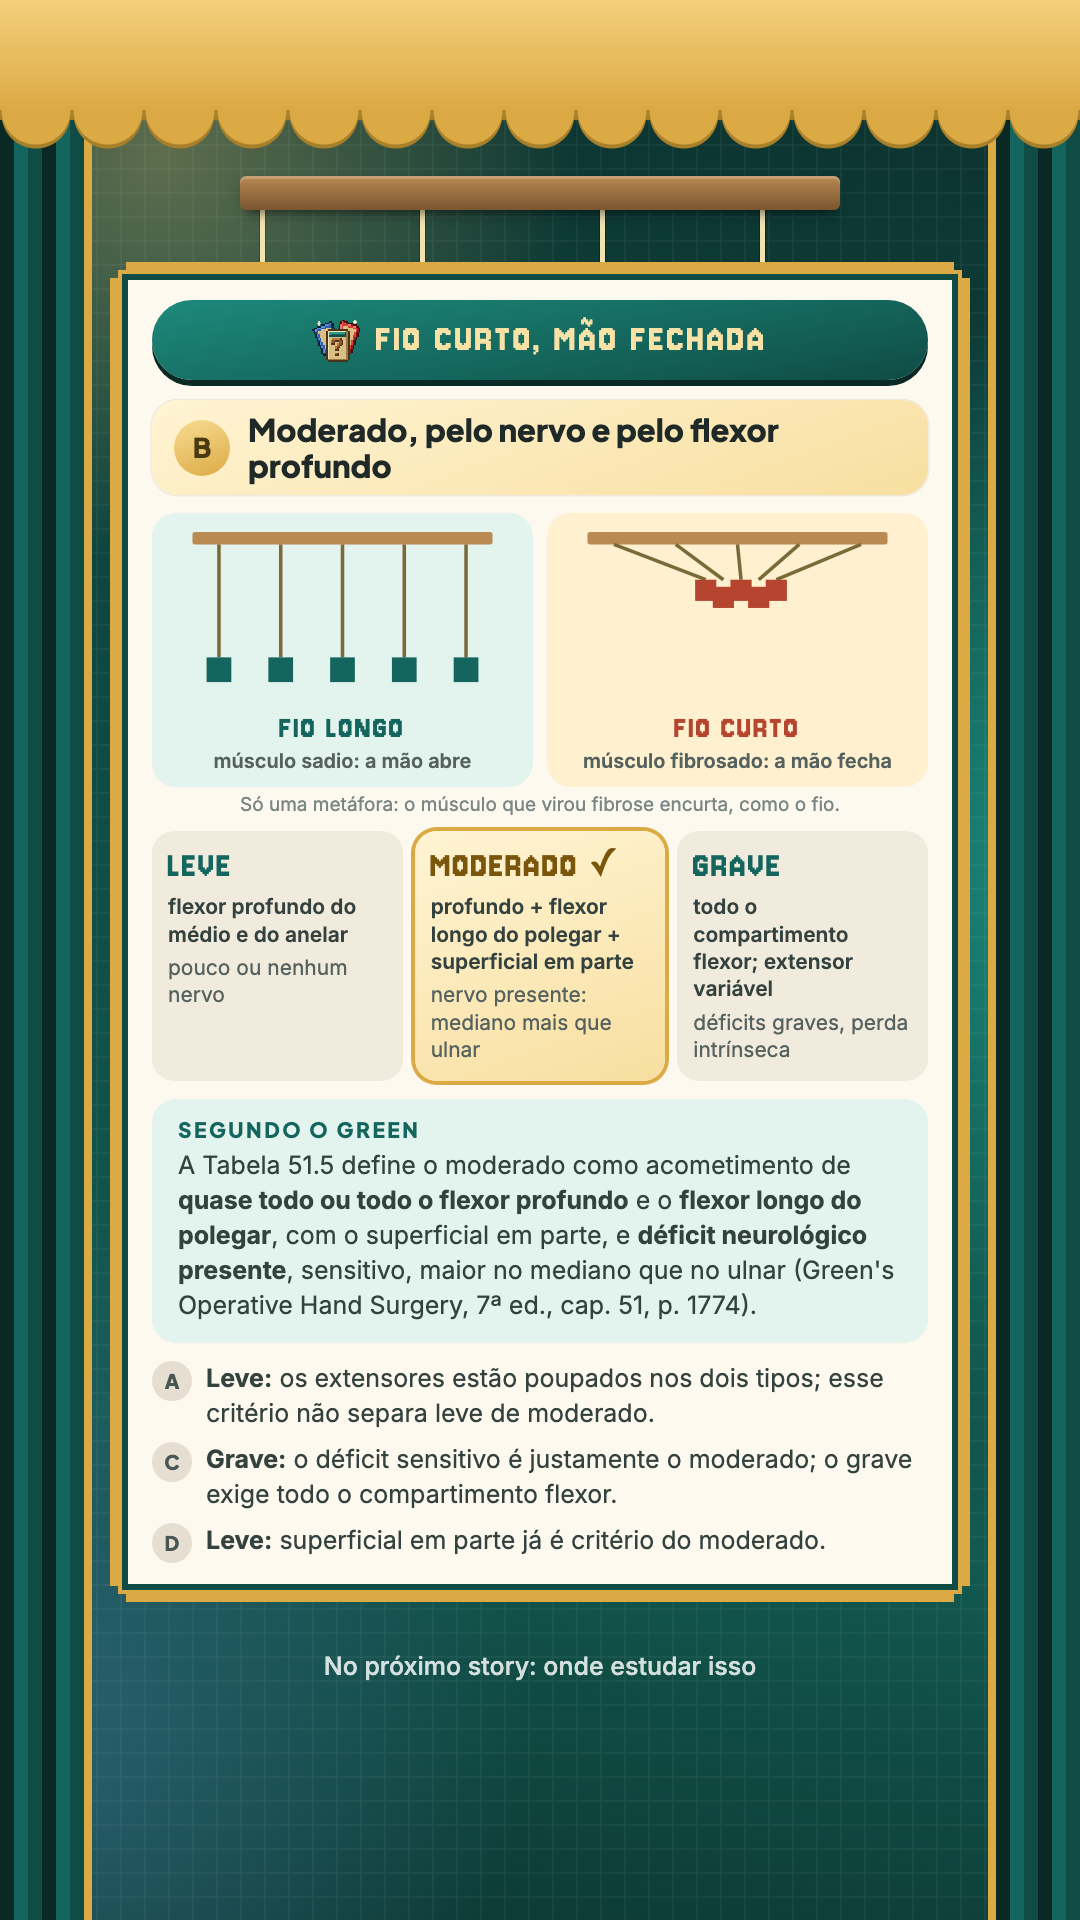 FIO CURTO, MÃO FECHADA
B
Moderado, pelo nervo e pelo flexor
profundo
FIO LONGO
músculo sadio: a mão abre
FIO CURTO
músculo fibrosado: a mão fecha
Só uma metáfora: o músculo que virou fibrose encurta, como o fio.
LEVE
flexor profundo do
médio e do anelar
pouco ou nenhum
nervo
MODERADO ✓
profundo + flexor
longo do polegar +
superficial em parte
nervo presente:
mediano mais que
ulnar
GRAVE
todo o
compartimento
flexor; extensor
variável
déficits graves, perda
intrínseca
SEGUNDO O GREEN
A Tabela 51.5 define o moderado como acometimento de
quase todo ou todo o flexor profundo e o flexor longo do
polegar, com o superficial em parte, e déficit neurológico
presente, sensitivo, maior no mediano que no ulnar (Green's
Operative Hand Surgery, 7ª ed., cap. 51, p. 1774).
A
Leve: os extensores estão poupados nos dois tipos; esse
critério não separa leve de moderado.
C
Grave: o déficit sensitivo é justamente o moderado; o grave
exige todo o compartimento flexor.
D
Leve: superficial em parte já é critério do moderado.
No próximo story: onde estudar isso